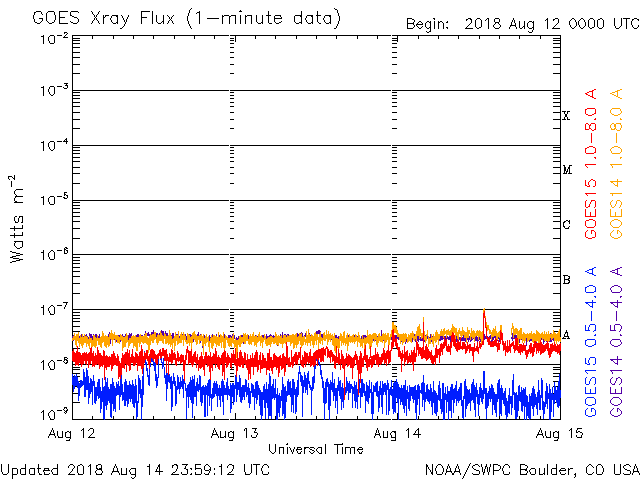 GOES Xray Flux (1-minute data)
Begin: 2018 Aug 12 0000 UTC
10⁻²
10⁻³
10⁻⁴
10⁻⁵
10⁻⁶
10⁻⁷
10⁻⁸
10⁻⁹
Watts m⁻²
X
M
C
B
A
GOES15 1.0-8.0 A
GOES14 1.0-8.0 A
GOES15 0.5-4.0 A
GOES14 0.5-4.0 A
Aug 12 Aug 13 Aug 14 Aug 15
Universal Time
Updated 2018 Aug 14 23:59:12 UTC
NOAA/SWPC Boulder, CO USA